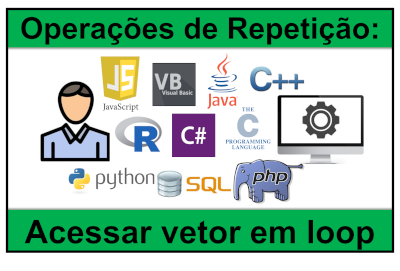 Operações de Repetição:
JS
JavaScript
VB
Visual Basic
Java
C++
R
C#
THE
C
PROGRAMMING
LANGUAGE
python
SQL
php
Acessar vetor em loop